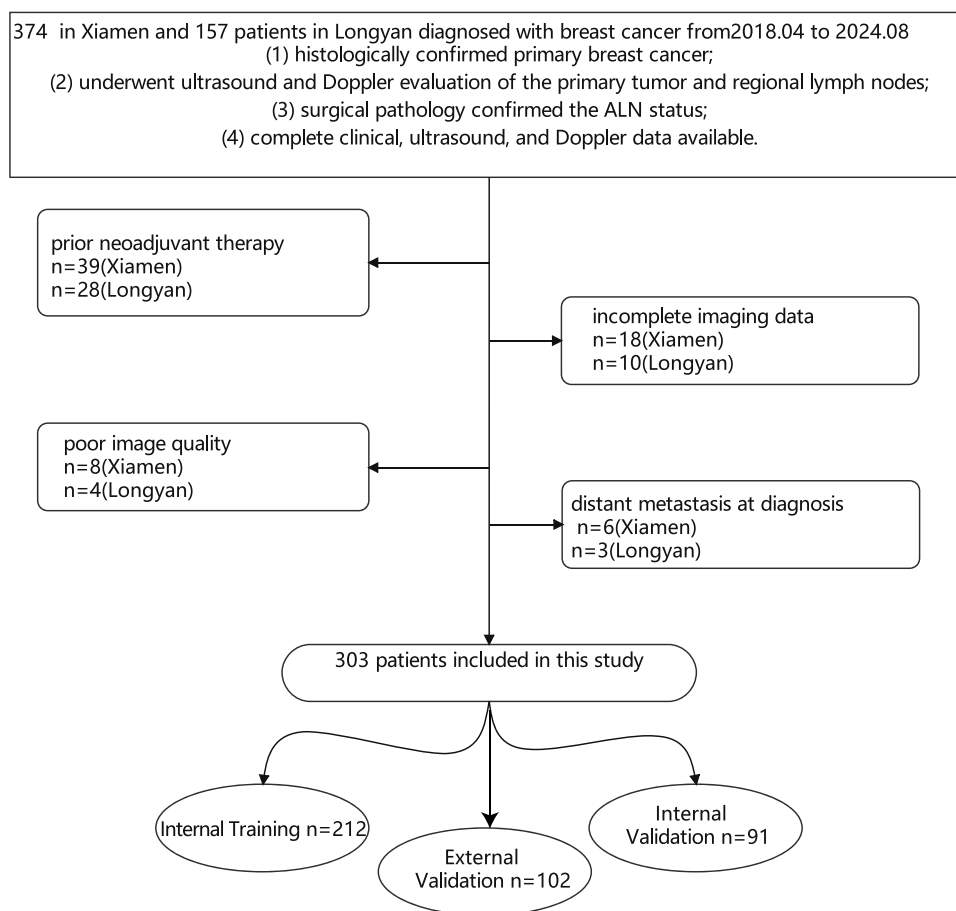 374 in Xiamen and 157 patients in Longyan diagnosed with breast cancer from2018.04 to 2024.08
(1) histologically confirmed primary breast cancer;
(2) underwent ultrasound and Doppler evaluation of the primary tumor and regional lymph nodes;
(3) surgical pathology confirmed the ALN status;
(4) complete clinical, ultrasound, and Doppler data available.
prior neoadjuvant therapy
n=39(Xiamen)
n=28(Longyan)
incomplete imaging data
n=18(Xiamen)
n=10(Longyan)
poor image quality
n=8(Xiamen)
n=4(Longyan)
distant metastasis at diagnosis
n=6(Xiamen)
n=3(Longyan)
303 patients included in this study
Internal Training n=212
External
Validation n=102
Internal
Validation n=91